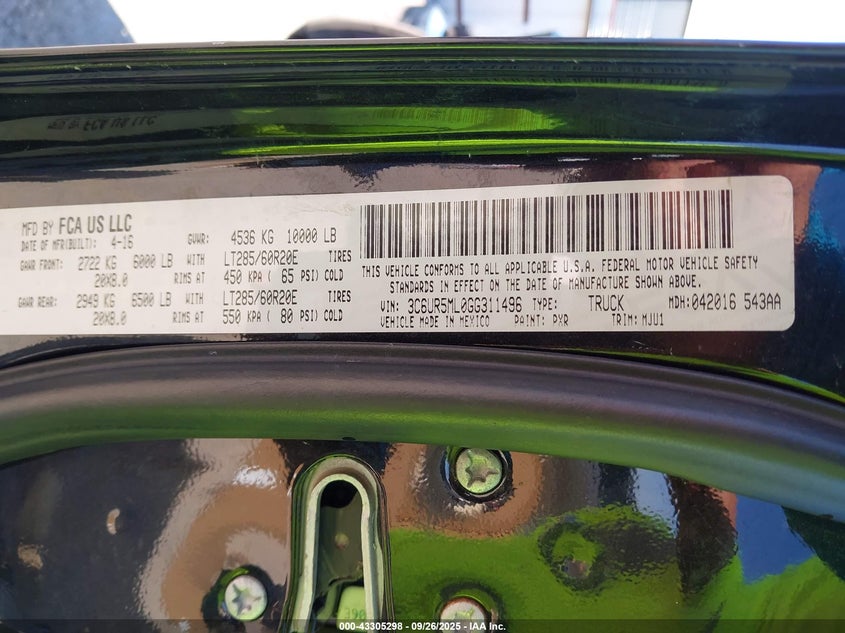 MFD BY FCA US LLC
DATE OF MFR(BUILT): 4-16 GVWR: 4536 KG 10000 LB
GAWR FRONT: 2722 KG 6000 LB WITH LT285/60R20E TIRES
20X8.0 RIMS AT 450 KPA ( 65 PSI) COLD
GAWR REAR: 2949 KG 6500 LB WITH LT285/60R20E TIRES
20X8.0 RIMS AT 550 KPA ( 80 PSI) COLD
THIS VEHICLE CONFORMS TO ALL APPLICABLE U.S.A. FEDERAL MOTOR VEHICLE SAFETY
STANDARDS IN EFFECT ON THE DATE OF MANUFACTURE SHOWN ABOVE.
VIN: 3C6UR5ML0GG311496 TYPE: TRUCK MDH: 042016 543AA
VEHICLE MADE IN MEXICO PAINT: PXR TRIM: MJU1
000-43305298 - 09/26/2025 - IAA Inc.